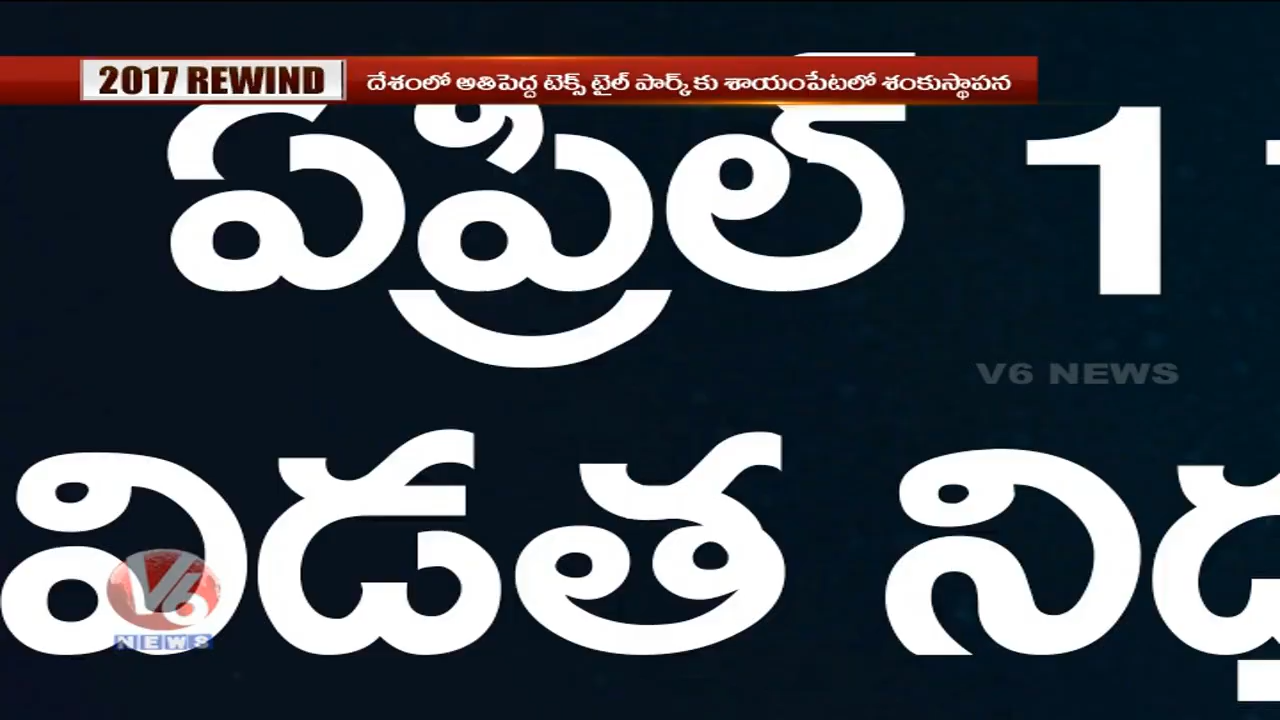 2017 REWIND దేశంలో అతిపెద్ద టెక్స్ టైల్ పార్క్ కు శాయంపేటలో శంకుస్థాపన
ఏప్రిల్ 1
V6 NEWS
విడత
V6
NEWS